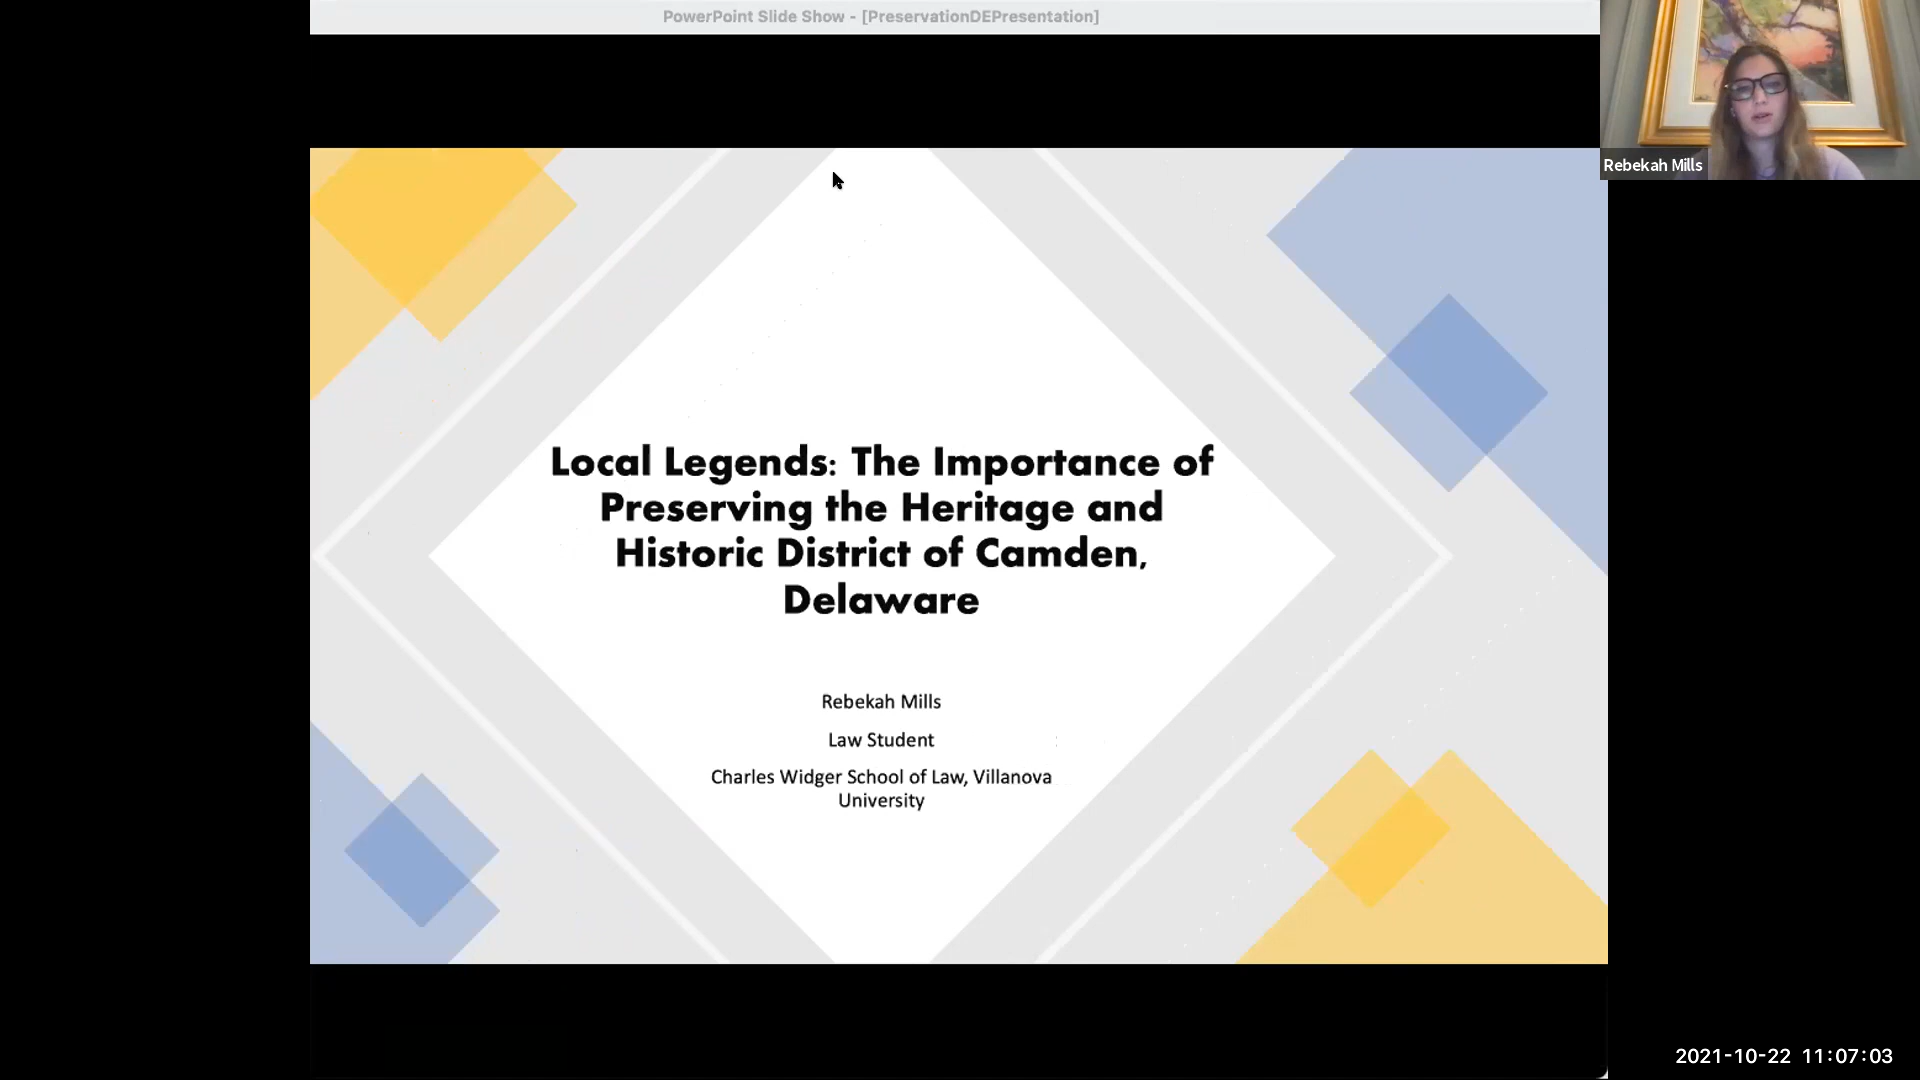 PowerPoint Slide Show - [PreservationDEPresentation]
Rebekah Mills
Local Legends: The Importance of
Preserving the Heritage and
Historic District of Camden,
Delaware
Rebekah Mills
Law Student
Charles Widger School of Law, Villanova
University
2021-10-22 11:07:03